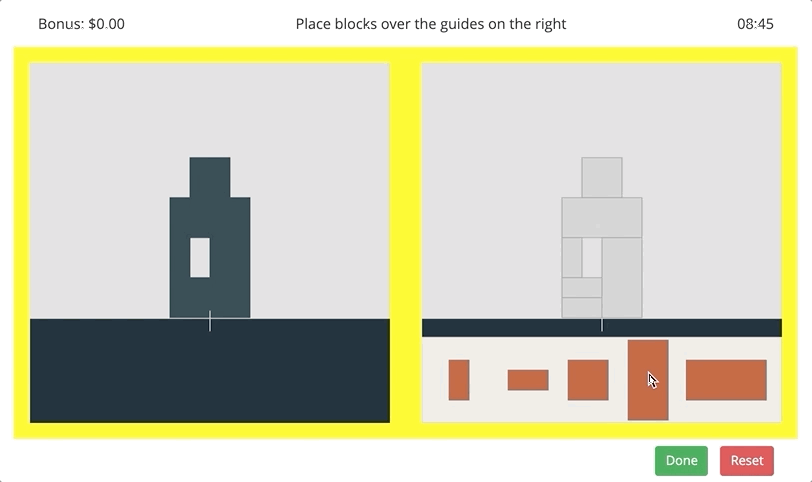 Bonus: $0.00
Place blocks over the guides on the right
08:45
Done
Reset